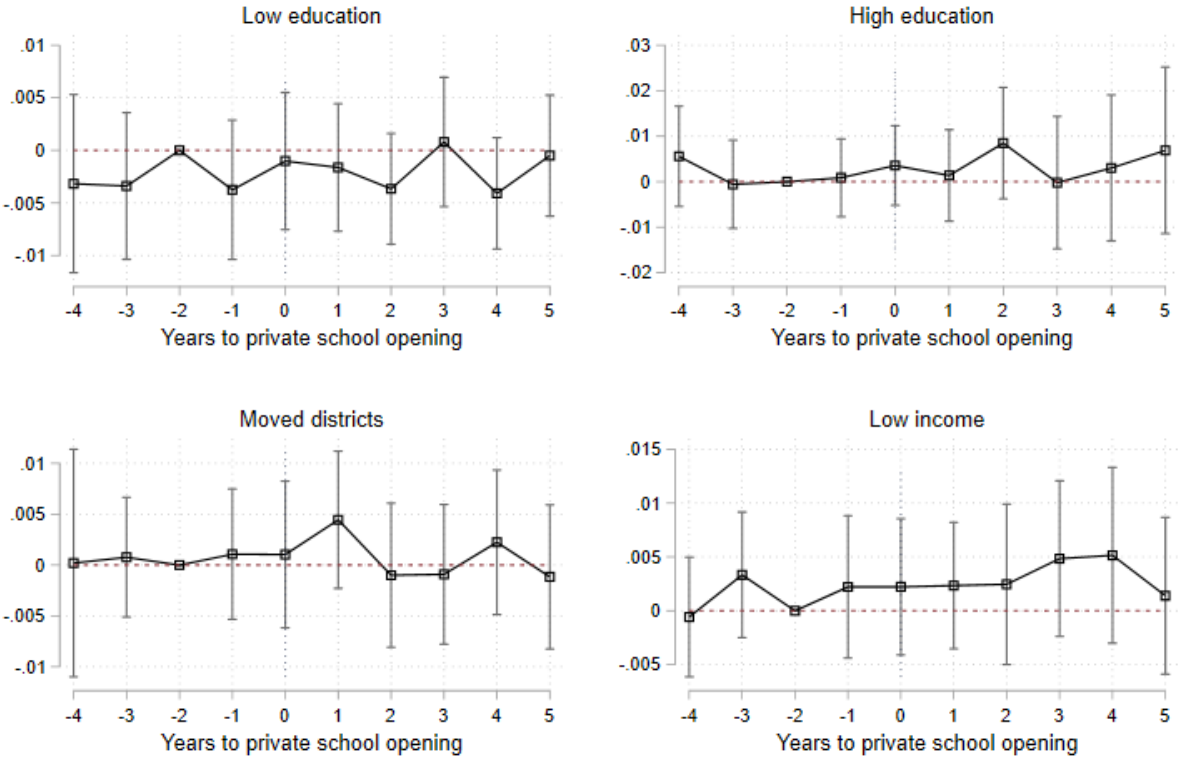 Low education
.01
.005
0
-.005
-.01
-4 -3 -2 -1 0 1 2 3 4 5
Years to private school opening
High education
.03
.02
.01
0
-.01
-.02
-4 -3 -2 -1 0 1 2 3 4 5
Years to private school opening
Moved districts
.01
.005
0
-.005
-.01
-4 -3 -2 -1 0 1 2 3 4 5
Years to private school opening
Low income
.015
.01
.005
0
-.005
-4 -3 -2 -1 0 1 2 3 4 5
Years to private school opening